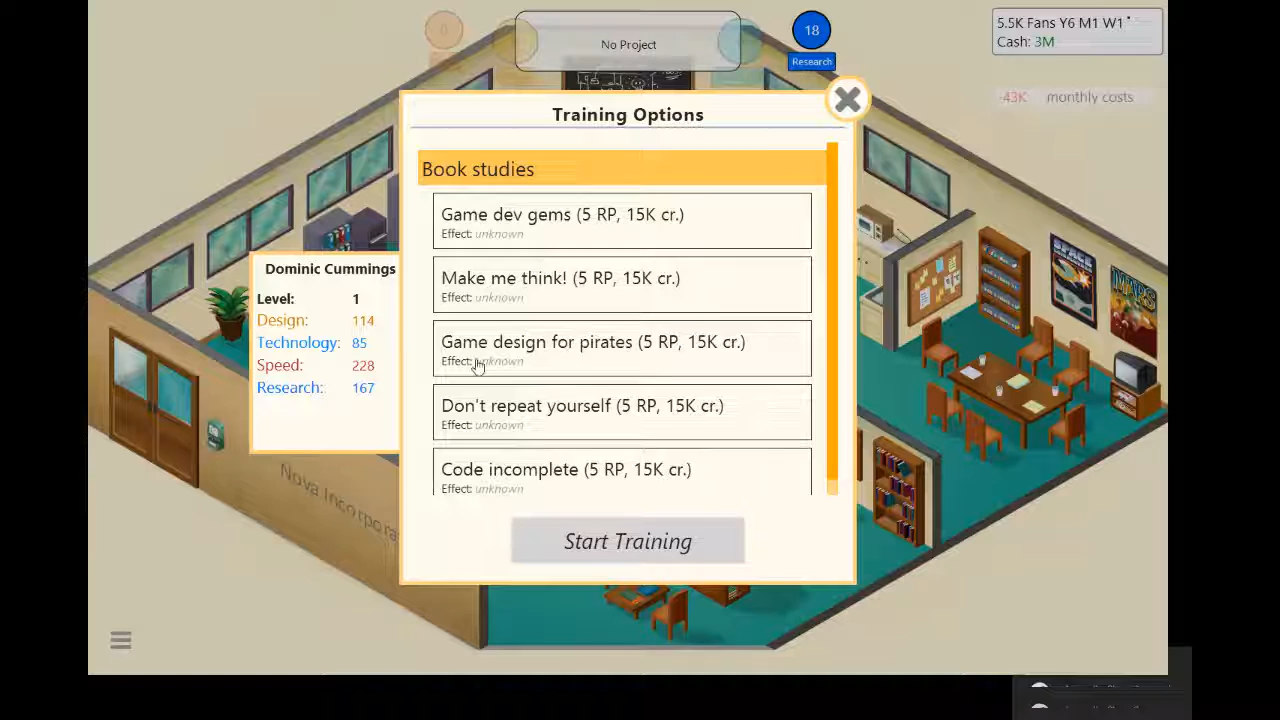 No Project
18
Research
5.5K Fans Y6 M1 W1
Cash: 3M
-43K monthly costs
Training Options
Book studies
Game dev gems (5 RP, 15K cr.)
Effect: unknown
Make me think! (5 RP, 15K cr.)
Effect: unknown
Game design for pirates (5 RP, 15K cr.)
Effect: unknown
Don't repeat yourself (5 RP, 15K cr.)
Effect: unknown
Code incomplete (5 RP, 15K cr.)
Effect: unknown
Start Training
Dominic Cummings
Level: 1
Design: 114
Technology: 85
Speed: 228
Research: 167
Nova Incorpora
SPACE
MARS